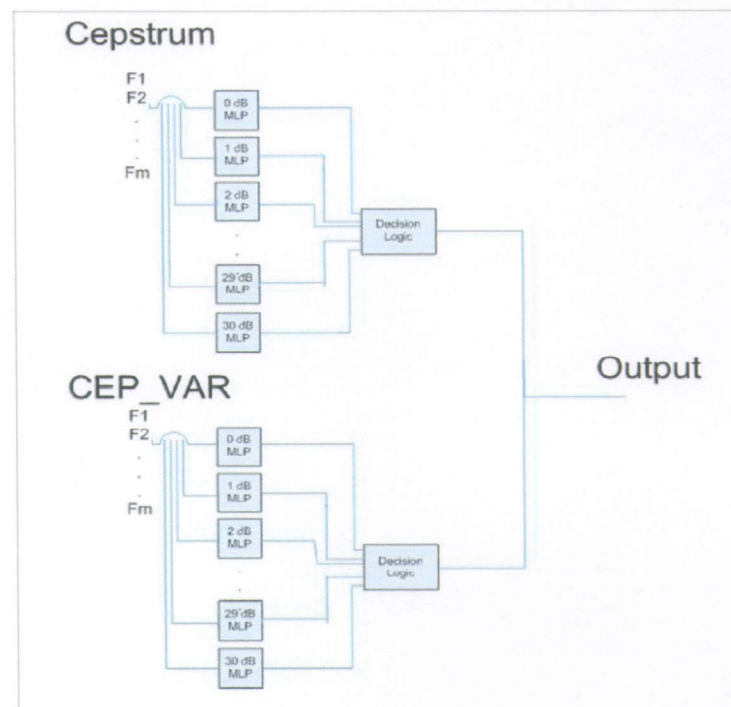 Cepstrum
F1
F2
.
.
.
Fm
0 dB
MLP
1 dB
MLP
2 dB
MLP
. .
29 dB
MLP
30 dB
MLP
Decision
Logic
Output
CEP_VAR
F1
F2
.
.
.
Fm
0 dB
MLP
1 dB
MLP
2 dB
MLP
. .
29 dB
MLP
30 dB
MLP
Decision
Logic